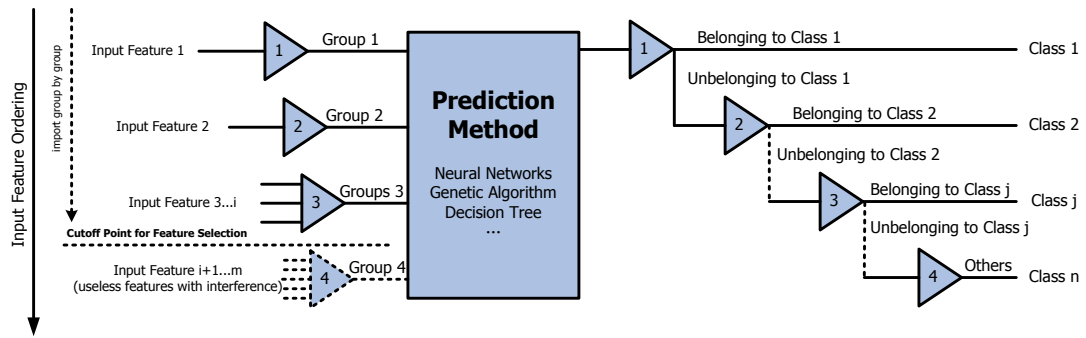 Input Feature Ordering
import group by group
Input Feature 1
1
Group 1
Input Feature 2
2
Group 2
Input Feature 3...i
3
Groups 3
Cutoff Point for Feature Selection
Input Feature i+1...m
(useless features with interference)
4
Group 4
Prediction
Method
Neural Networks
Genetic Algorithm
Decision Tree
...
1
Belonging to Class 1
Class 1
Unbelonging to Class 1
2
Belonging to Class 2
Class 2
Unbelonging to Class 2
3
Belonging to Class j
Class j
Unbelonging to Class j
4
Others
Class n